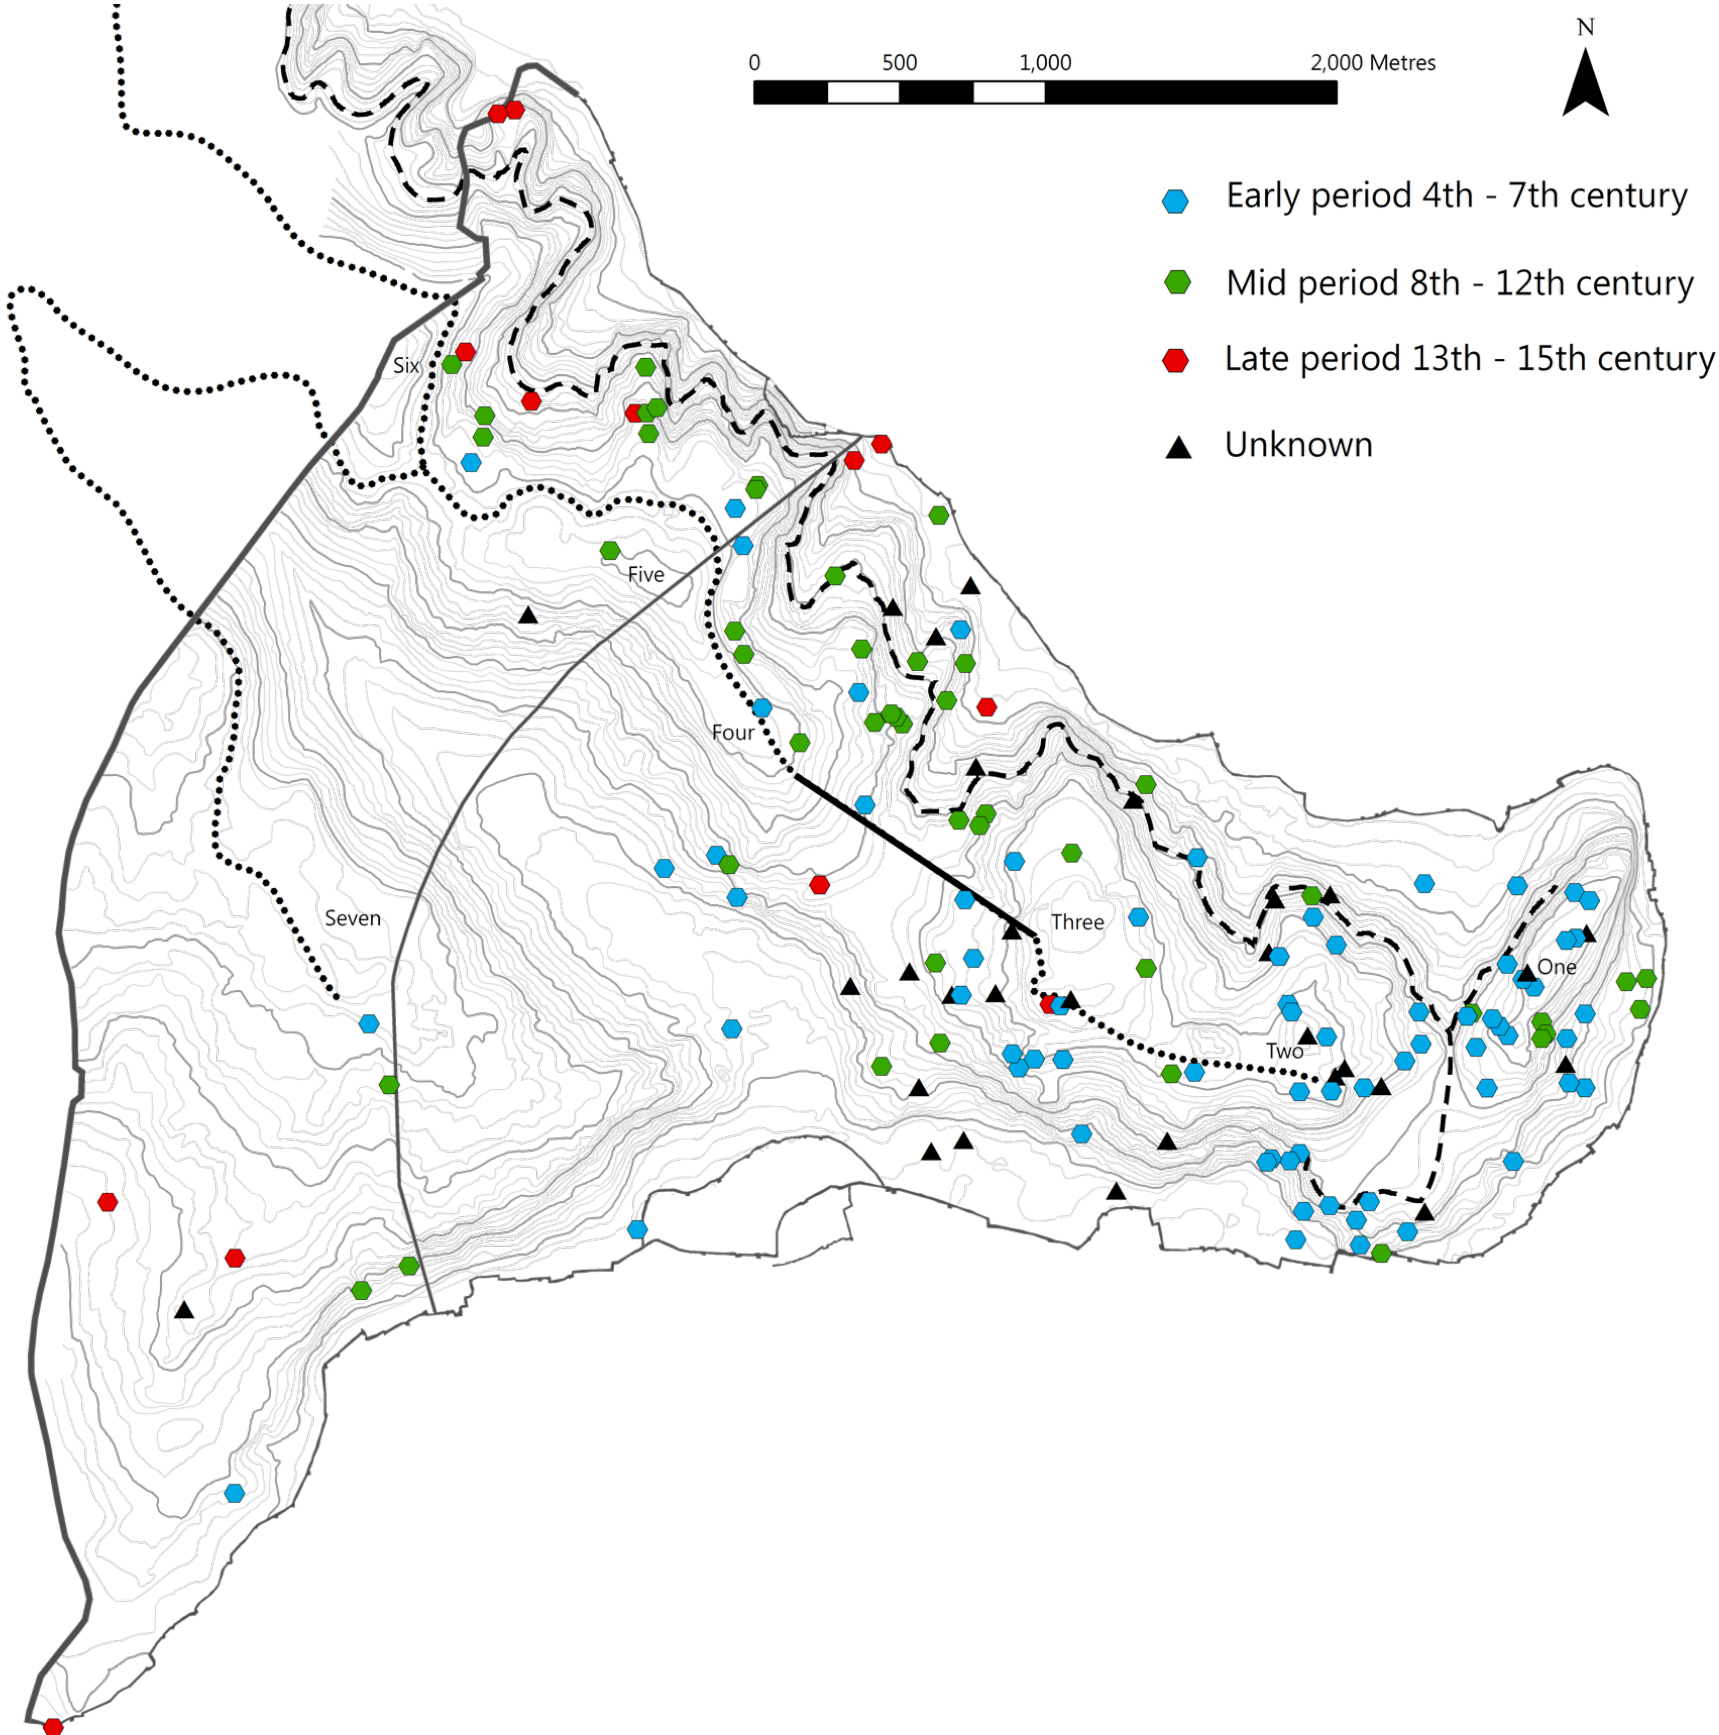 N
0 500 1,000 2,000 Metres
Early period 4th - 7th century
Mid period 8th - 12th century
Late period 13th - 15th century
Unknown
Six
Five
Four
Seven
Three
One
Two